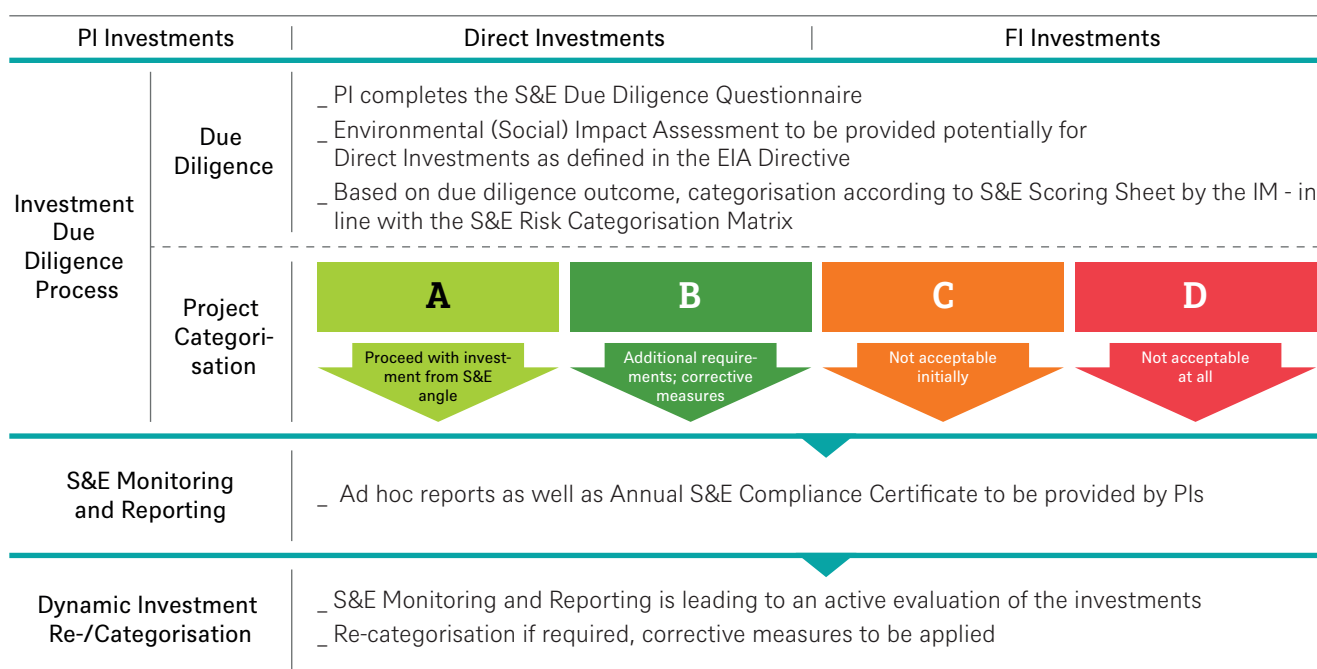 PI Investments
Direct Investments
FI Investments
Investment
Due
Diligence
Process
Due
Diligence
_ PI completes the S&E Due Diligence Questionnaire
_ Environmental (Social) Impact Assessment to be provided potentially for
Direct Investments as defined in the EIA Directive
_ Based on due diligence outcome, categorisation according to S&E Scoring Sheet by the IM - in
line with the S&E Risk Categorisation Matrix
Project
Categori-
sation
A
B
C
D
Proceed with invest-
ment from S&E
angle
Additional require-
ments; corrective
measures
Not acceptable
initially
Not acceptable
at all
S&E Monitoring
and Reporting
_ Ad hoc reports as well as Annual S&E Compliance Certificate to be provided by PIs
Dynamic Investment
Re-/Categorisation
_ S&E Monitoring and Reporting is leading to an active evaluation of the investments
_ Re-categorisation if required, corrective measures to be applied